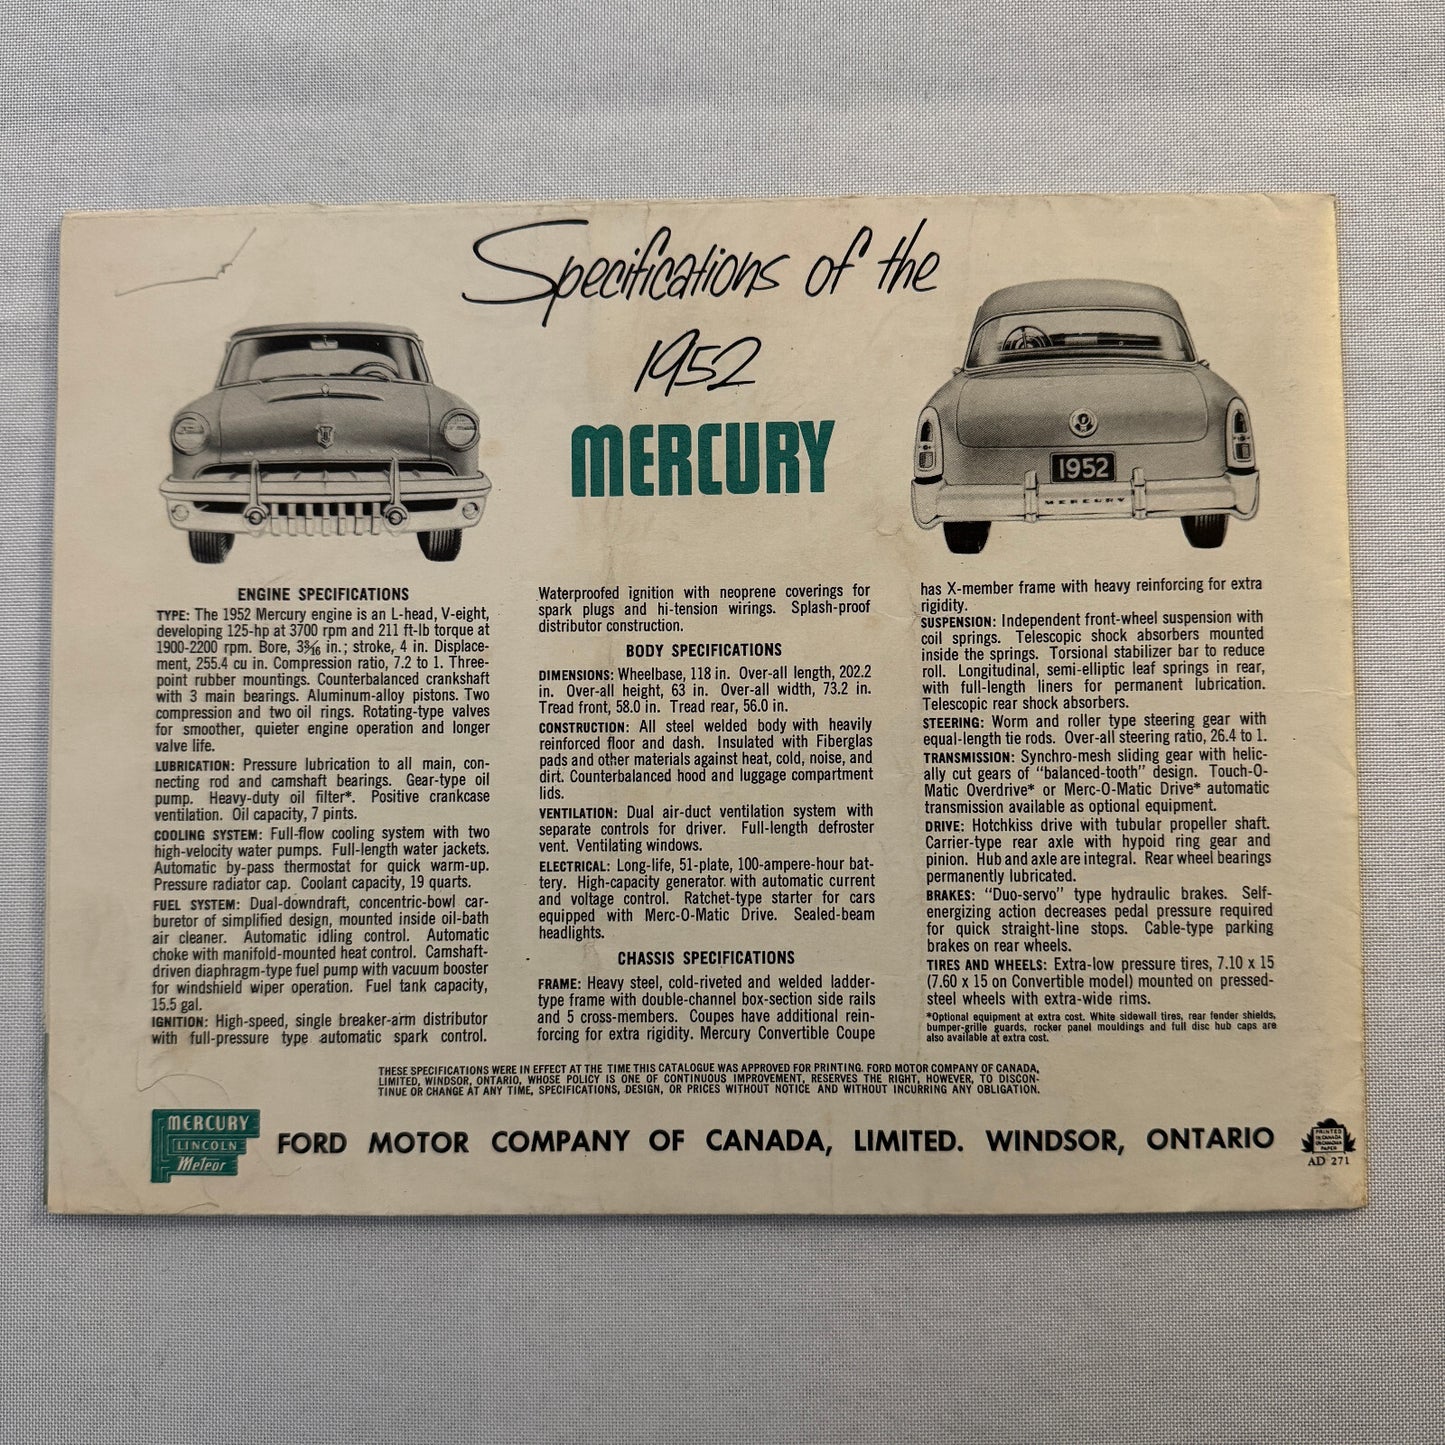 Specifications of the
1952
MERCURY
1952
MERCURY
ENGINE SPECIFICATIONS
TYPE: The 1952 Mercury engine is an L-head, V-eight,
developing 125-hp at 3700 rpm and 211 ft-lb torque at
1900-2200 rpm. Bore, 3 3/16 in.; stroke, 4 in. Displace-
ment, 255.4 cu in. Compression ratio, 7.2 to 1. Three-
point rubber mountings. Counterbalanced crankshaft
with 3 main bearings. Aluminum-alloy pistons. Two
compression and two oil rings. Rotating-type valves
for smoother, quieter engine operation and longer
valve life.
LUBRICATION: Pressure lubrication to all main, con-
necting rod and camshaft bearings. Gear-type oil
pump. Heavy-duty oil filter*. Positive crankcase
ventilation. Oil capacity, 7 pints.
COOLING SYSTEM: Full-flow cooling system with two
high-velocity water pumps. Full-length water jackets.
Automatic by-pass thermostat for quick warm-up.
Pressure radiator cap. Coolant capacity, 19 quarts.
FUEL SYSTEM: Dual-downdraft, concentric-bowl car-
buretor of simplified design, mounted inside oil-bath
air cleaner. Automatic idling control. Automatic
choke with manifold-mounted heat control. Camshaft-
driven diaphragm-type fuel pump with vacuum booster
for windshield wiper operation. Fuel tank capacity,
15.5 gal.
IGNITION: High-speed, single breaker-arm distributor
with full-pressure type automatic spark control.
Waterproofed ignition with neoprene coverings for
spark plugs and hi-tension wirings. Splash-proof
distributor construction.
BODY SPECIFICATIONS
DIMENSIONS: Wheelbase, 118 in. Over-all length, 202.2
in. Over-all height, 63 in. Over-all width, 73.2 in.
Tread front, 58.0 in. Tread rear, 56.0 in.
CONSTRUCTION: All steel welded body with heavily
reinforced floor and dash. Insulated with Fiberglas
pads and other materials against heat, cold, noise, and
dirt. Counterbalanced hood and luggage compartment
lids.
VENTILATION: Dual air-duct ventilation system with
separate controls for driver. Full-length defroster
vent. Ventilating windows.
ELECTRICAL: Long-life, 51-plate, 100-ampere-hour bat-
tery. High-capacity generator with automatic current
and voltage control. Ratchet-type starter for cars
equipped with Merc-O-Matic Drive. Sealed-beam
headlights.
CHASSIS SPECIFICATIONS
FRAME: Heavy steel, cold-riveted and welded ladder-
type frame with double-channel box-section side rails
and 5 cross-members. Coupes have additional rein-
forcing for extra rigidity. Mercury Convertible Coupe
has X-member frame with heavy reinforcing for extra
rigidity.
SUSPENSION: Independent front-wheel suspension with
coil springs. Telescopic shock absorbers mounted
inside the springs. Torsional stabilizer bar to reduce
roll. Longitudinal, semi-elliptic leaf springs in rear,
with full-length liners for permanent lubrication.
Telescopic rear shock absorbers.
STEERING: Worm and roller type steering gear with
equal-length tie rods. Over-all steering ratio, 26.4 to 1.
TRANSMISSION: Synchro-mesh sliding gear with helic-
ally cut gears of "balanced-tooth" design. Touch-O-
Matic Overdrive* or Merc-O-Matic Drive* automatic
transmission available as optional equipment.
DRIVE: Hotchkiss drive with tubular propeller shaft.
Carrier-type rear axle with hypoid ring gear and
pinion. Hub and axle are integral. Rear wheel bearings
permanently lubricated.
BRAKES: "Duo-servo" type hydraulic brakes. Self-
energizing action decreases pedal pressure required
for quick straight-line stops. Cable-type parking
brakes on rear wheels.
TIRES AND WHEELS: Extra-low pressure tires, 7.10 x 15
(7.60 x 15 on Convertible model) mounted on pressed-
steel wheels with extra-wide rims.
*Optional equipment at extra cost. White sidewall tires, rear fender shields,
bumper-grille guards, rocker panel mouldings and full disc hub caps are
also available at extra cost.
THESE SPECIFICATIONS WERE IN EFFECT AT THE TIME THIS CATALOGUE WAS APPROVED FOR PRINTING. FORD MOTOR COMPANY OF CANADA,
LIMITED, WINDSOR, ONTARIO, WHOSE POLICY IS ONE OF CONTINUOUS IMPROVEMENT, RESERVES THE RIGHT, HOWEVER, TO DISCON-
TINUE OR CHANGE AT ANY TIME, SPECIFICATIONS, DESIGN, OR PRICES WITHOUT NOTICE AND WITHOUT INCURRING ANY OBLIGATION.
MERCURY
LINCOLN
Meteor
FORD MOTOR COMPANY OF CANADA, LIMITED. WINDSOR, ONTARIO
PRINTED
IN CANADA
ON CANADIAN
PAPER
AD 271